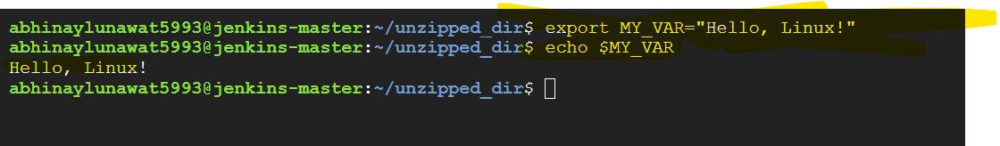 abhinaylunawat5993@jenkins-master:~/unzipped_dir$ export MY_VAR="Hello, Linux!"
abhinaylunawat5993@jenkins-master:~/unzipped_dir$ echo $MY_VAR
Hello, Linux!
abhinaylunawat5993@jenkins-master:~/unzipped_dir$